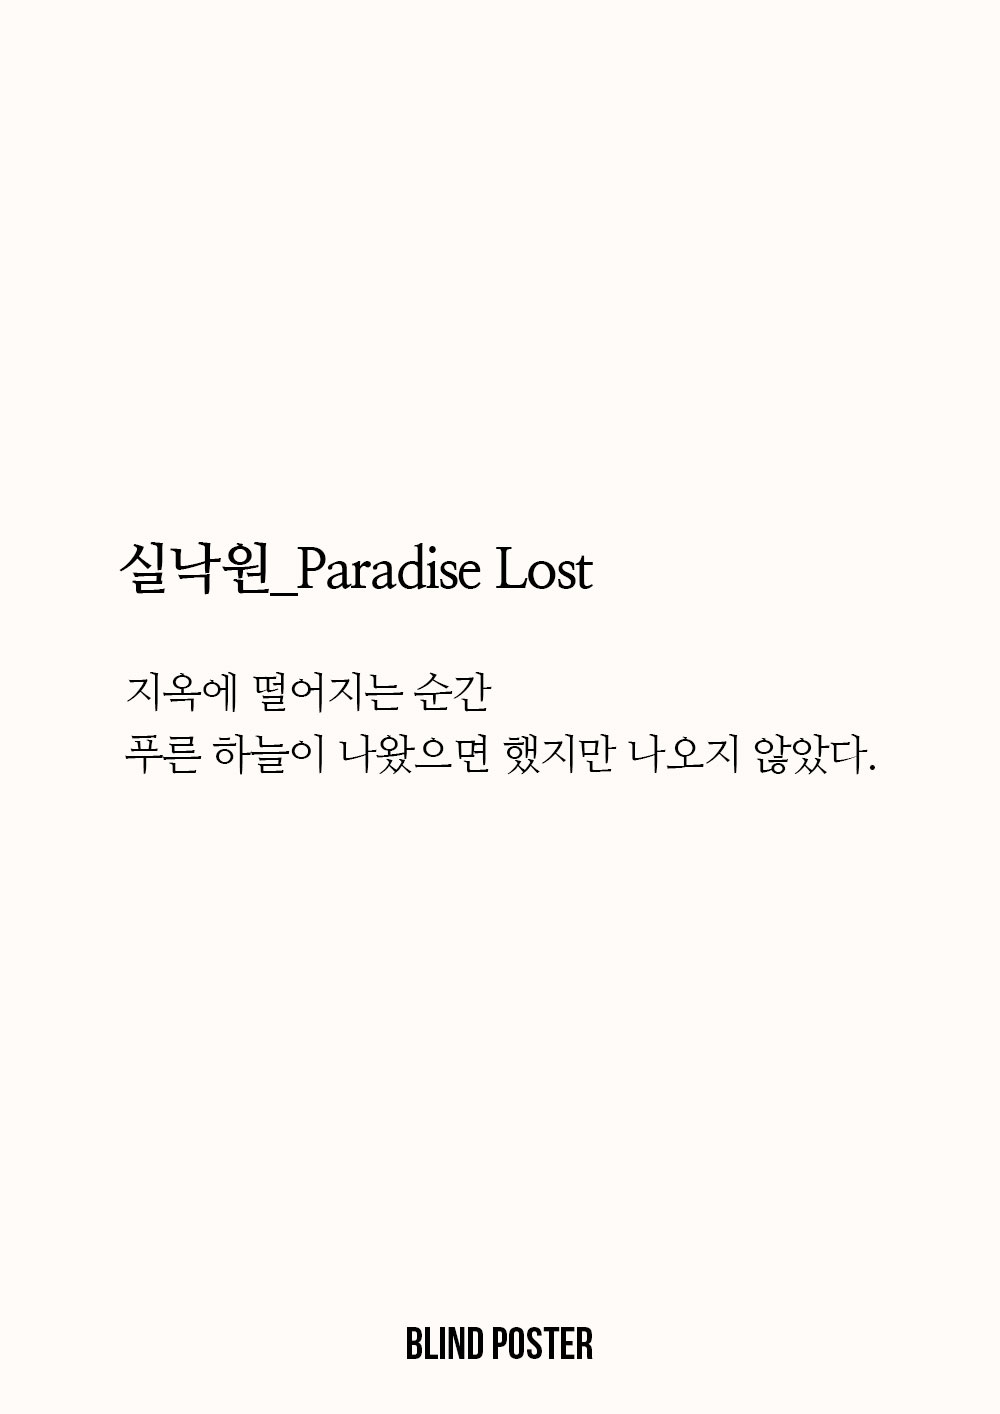 실낙원_Paradise Lost
지옥에 떨어지는 순간
푸른 하늘이 나왔으면 했지만 나오지 않았다.
BLIND POSTER